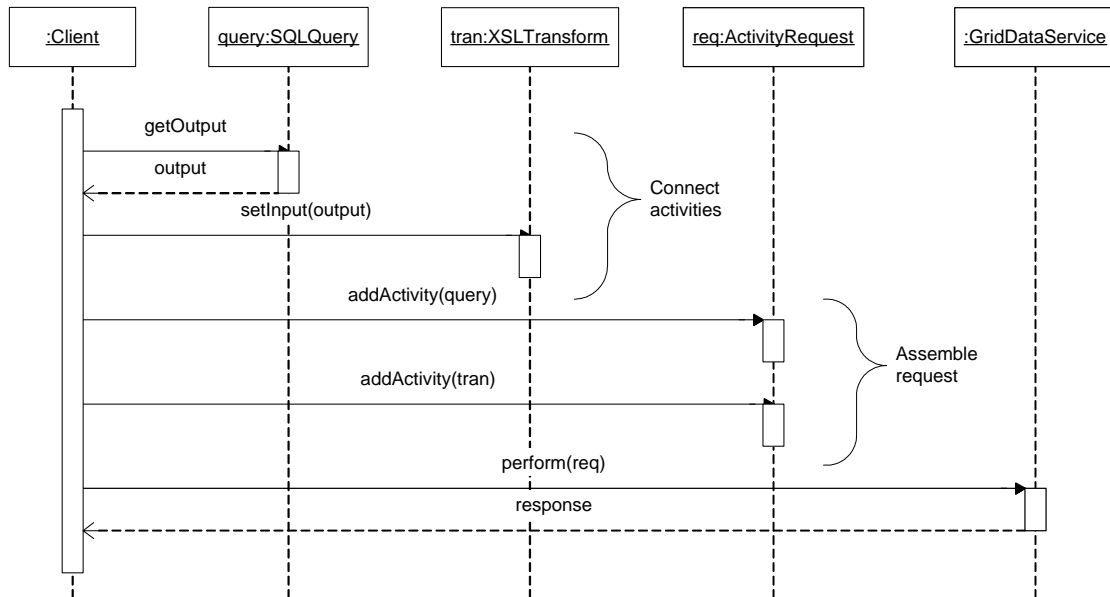 :Client
query:SQLQuery
tran:XSLTransform
req:ActivityRequest
:GridDataService
getOutput
output
setInput(output)
Connect
activities
addActivity(query)
addActivity(tran)
Assemble
request
perform(req)
response